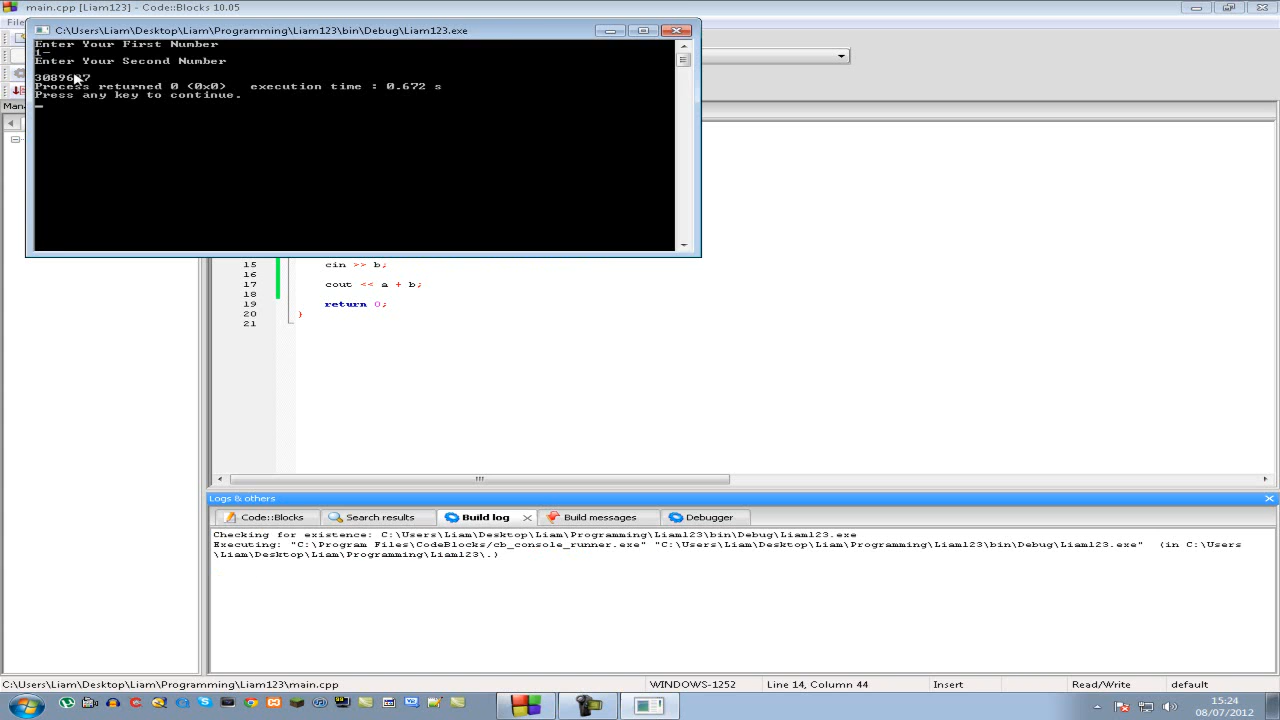 main.cpp [Liam123] - Code::Blocks 10.05
C:\Users\Liam\Desktop\Liam\Programming\Liam123\bin\Debug\Liam123.exe
Enter Your First Number
1-
Enter Your Second Number
Process returned 0 (0x0) execution time : 0.672 s
Press any key to continue.
15 cin >> b;
16
17 cout << a + b;
18
19 return 0;
20 }
21
Logs & others
Code::Blocks Search results Build log Build messages Debugger
Checking for existence: C:\Users\Liam\Desktop\Liam\Programming\Liam123\bin\Debug\Liam123.exe
Executing: "C:\Program Files\CodeBlocks/cb_console_runner.exe" "C:\Users\Liam\Desktop\Liam\Programming\Liam123\bin\Debug\Liam123.exe" (in C:\Users
\Liam\Desktop\Liam\Programming\Liam123\.)
C:\Users\Liam\Desktop\Liam\Programming\Liam123\main.cpp WINDOWS-1252 Line 14, Column 44 Insert Read/Write default
15:24
08/07/2012